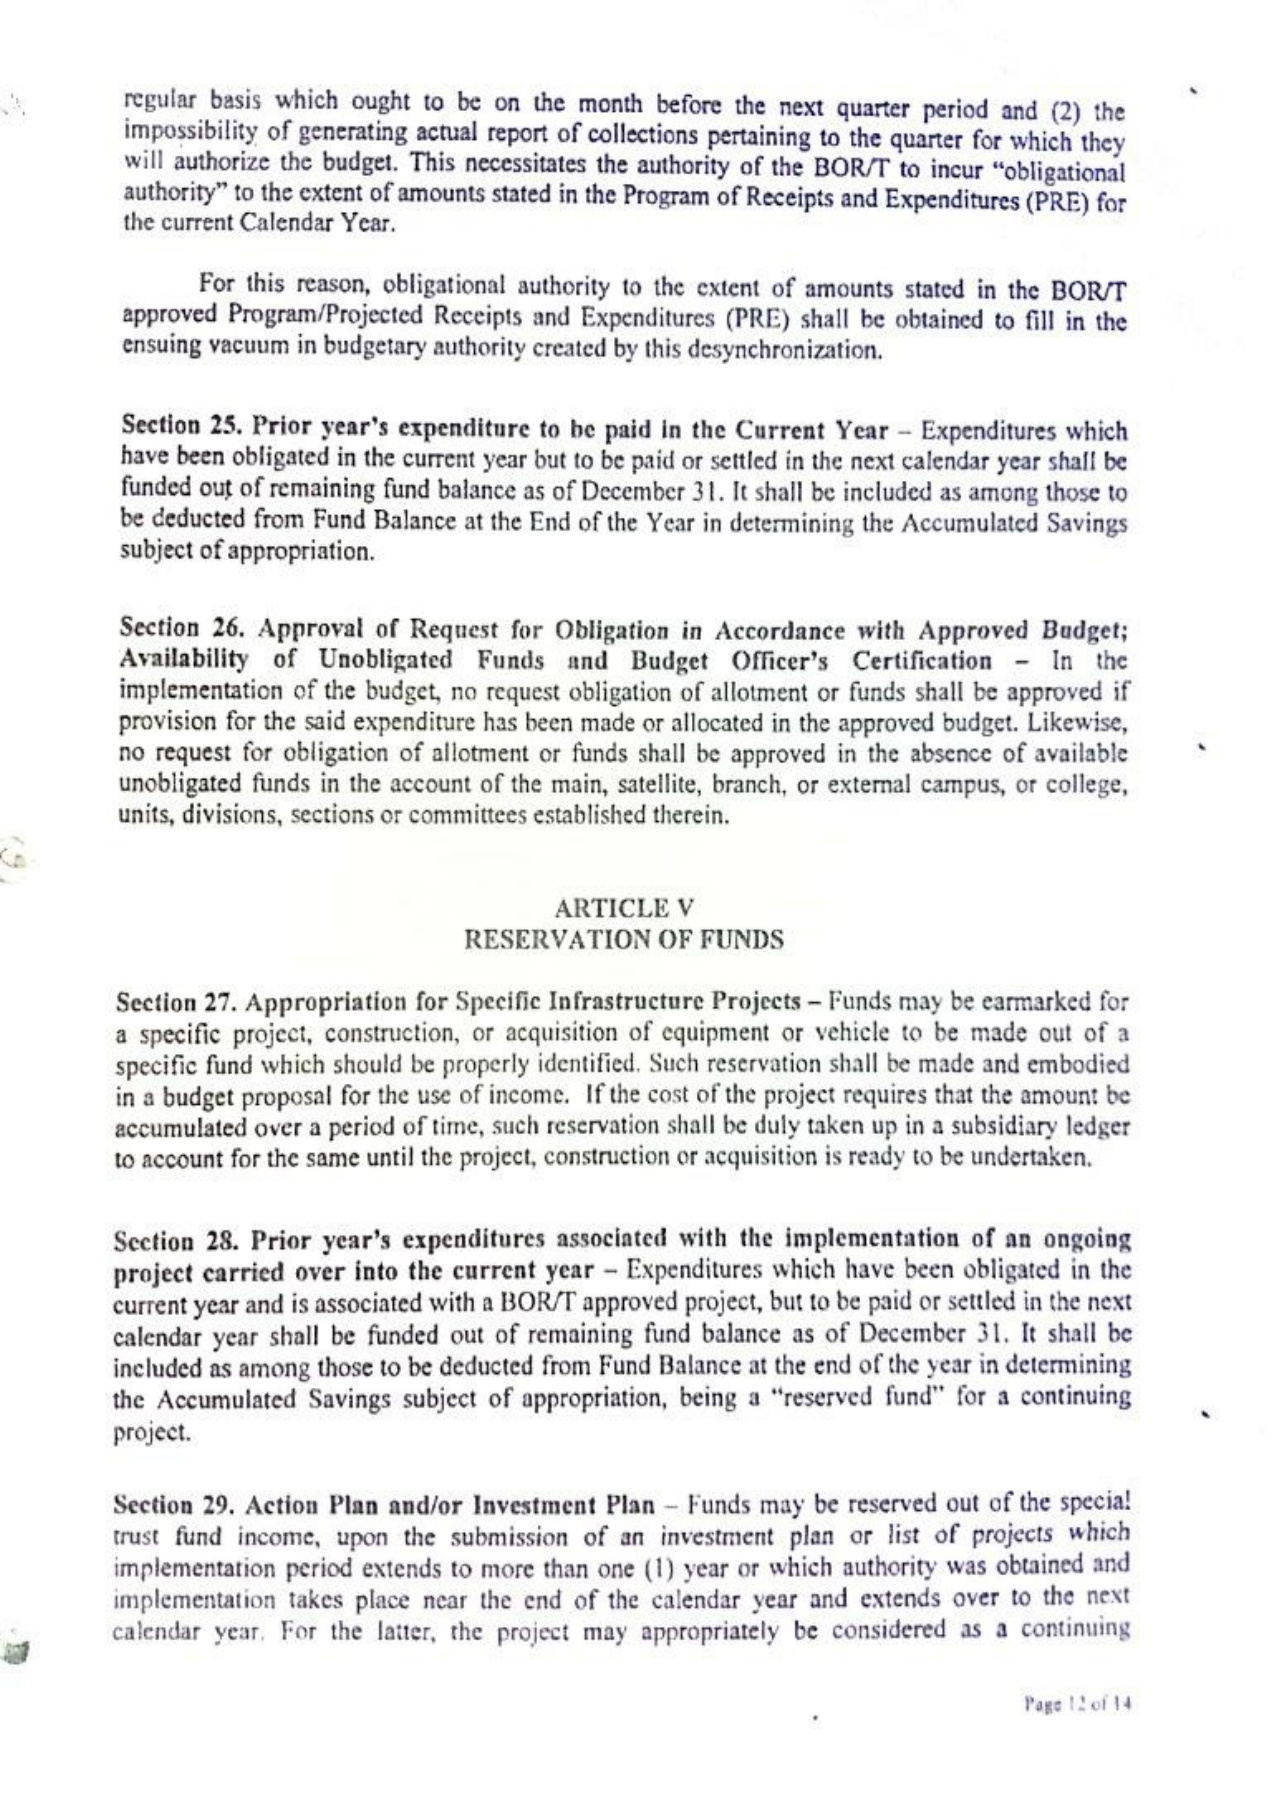 regular basis which ought to be on the month before the next quarter period and (2) the
impossibility of generating actual report of collections pertaining to the quarter for which they
will authorize the budget. This necessitates the authority of the BOR/T to incur “obligational
authority” to the extent of amounts stated in the Program of Receipts and Expenditures (PRE) for
the current Calendar Year.
For this reason, obligational authority to the extent of amounts stated in the BOR/T
approved Program/Projected Receipts and Expenditures (PRE) shall be obtained to fill in the
ensuing vacuum in budgetary authority created by this desynchronization.
Section 25. Prior year's expenditure to be paid in the Current Year – Expenditures which
have been obligated in the current year but to be paid or settled in the next calendar year shall be
funded out of remaining fund balance as of December 31. It shall be included as among those to
be deducted from Fund Balance at the End of the Year in determining the Accumulated Savings
subject of appropriation.
Section 26. Approval of Request for Obligation in Accordance with Approved Budget;
Availability of Unobligated Funds and Budget Officer's Certification – In the
implementation of the budget, no request obligation of allotment or funds shall be approved if
provision for the said expenditure has been made or allocated in the approved budget. Likewise,
no request for obligation of allotment or funds shall be approved in the absence of available
unobligated funds in the account of the main, satellite, branch, or external campus, or college,
units, divisions, sections or committees established therein.
ARTICLE V
RESERVATION OF FUNDS
Section 27. Appropriation for Specific Infrastructure Projects – Funds may be earmarked for
a specific project, construction, or acquisition of equipment or vehicle to be made out of a
specific fund which should be properly identified. Such reservation shall be made and embodied
in a budget proposal for the use of income. If the cost of the project requires that the amount be
accumulated over a period of time, such reservation shall be duly taken up in a subsidiary ledger
to account for the same until the project, construction or acquisition is ready to be undertaken.
Section 28. Prior year's expenditures associated with the implementation of an ongoing
project carried over into the current year – Expenditures which have been obligated in the
current year and is associated with a BOR/T approved project, but to be paid or settled in the next
calendar year shall be funded out of remaining fund balance as of December 31. It shall be
included as among those to be deducted from Fund Balance at the end of the year in determining
the Accumulated Savings subject of appropriation, being a “reserved fund” for a continuing
project.
Section 29. Action Plan and/or Investment Plan – Funds may be reserved out of the special
trust fund income, upon the submission of an investment plan or list of projects which
implementation period extends to more than one (1) year or which authority was obtained and
implementation takes place near the end of the calendar year and extends over to the next
calendar year. For the latter, the project may appropriately be considered as a continuing
Page 12 of 14